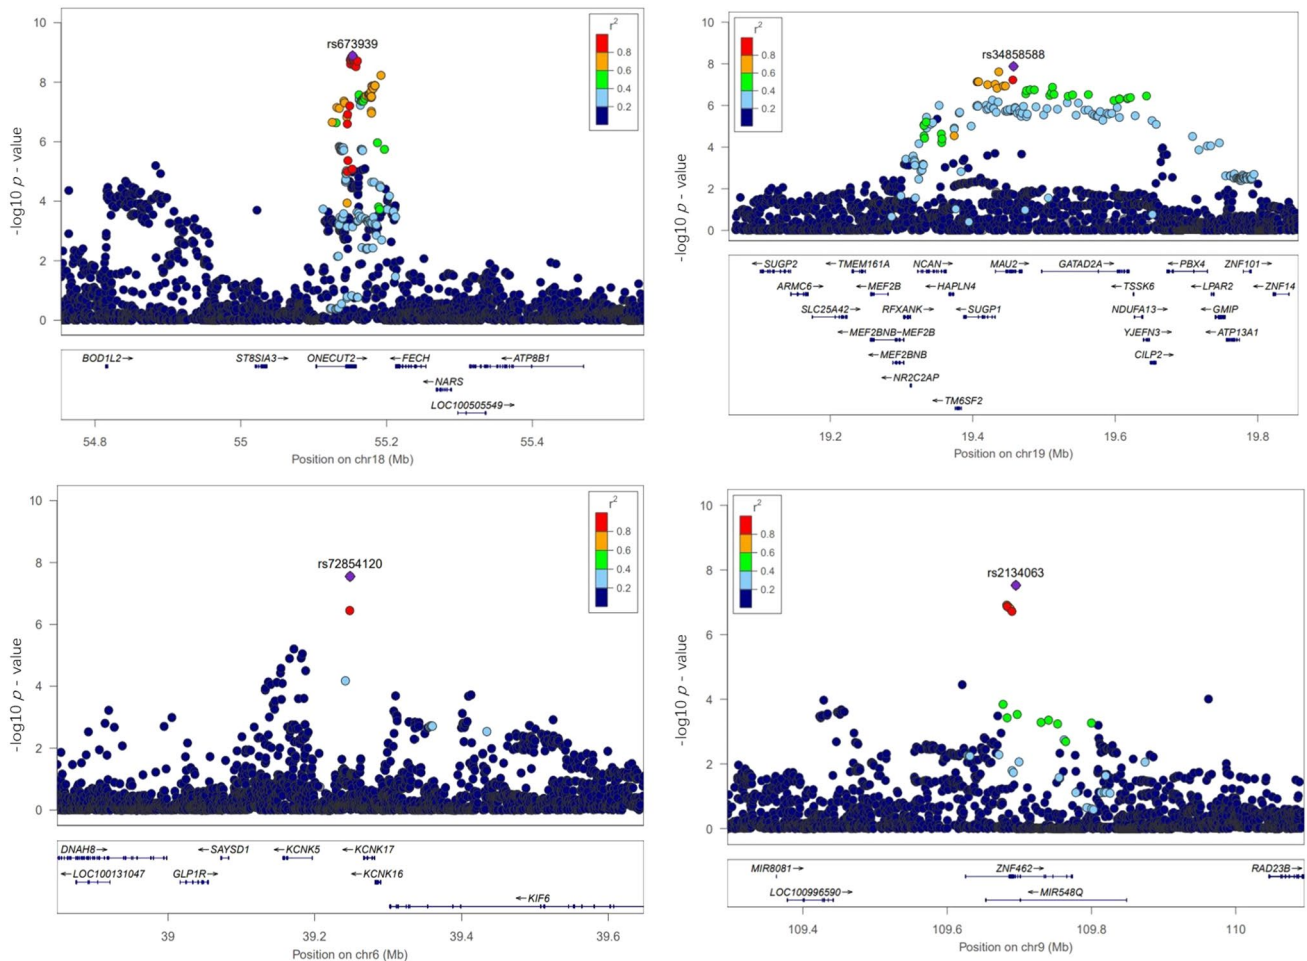 10
8
6
4
2
0
-log10 p - value
rs673939
r2
0.8
0.6
0.4
0.2
BOD1L2→
ST8SIA3→
ONECUT2→
←FECH
←ATP8B1
←NARS
LOC100505549→
54.8
55
55.2
55.4
Position on chr18 (Mb)
10
8
6
4
2
0
-log10 p - value
rs34858588
r2
0.8
0.6
0.4
0.2
←SUGP2
←TMEM161A
NCAN→
MAU2→
GATAD2A→
←PBX4
ZNF101→
ARMC6→
←MEF2B
←HAPLN4
←TSSK6
←LPAR2
←ZNF14
SLC25A42→
RFXANK→
←SUGP1
NDUFA13→
←GMIP
←MEF2BNB-MEF2B
YJEFN3→
←ATP13A1
←MEF2BNB
CILP2→
←NR2C2AP
←TM6SF2
19.2
19.4
19.6
19.8
Position on chr19 (Mb)
10
8
6
4
2
0
-log10 p - value
rs72854120
r2
0.8
0.6
0.4
0.2
DNAH8→
←SAYSD1
←KCNK5
←KCNK17
←LOC100131047
GLP1R→
←KCNK16
←KIF6
39
39.2
39.4
39.6
Position on chr6 (Mb)
10
8
6
4
2
0
-log10 p - value
rs2134063
r2
0.8
0.6
0.4
0.2
MIR8081→
ZNF462→
RAD23B→
LOC100996590→
←MIR548Q
109.4
109.6
109.8
110
Position on chr9 (Mb)